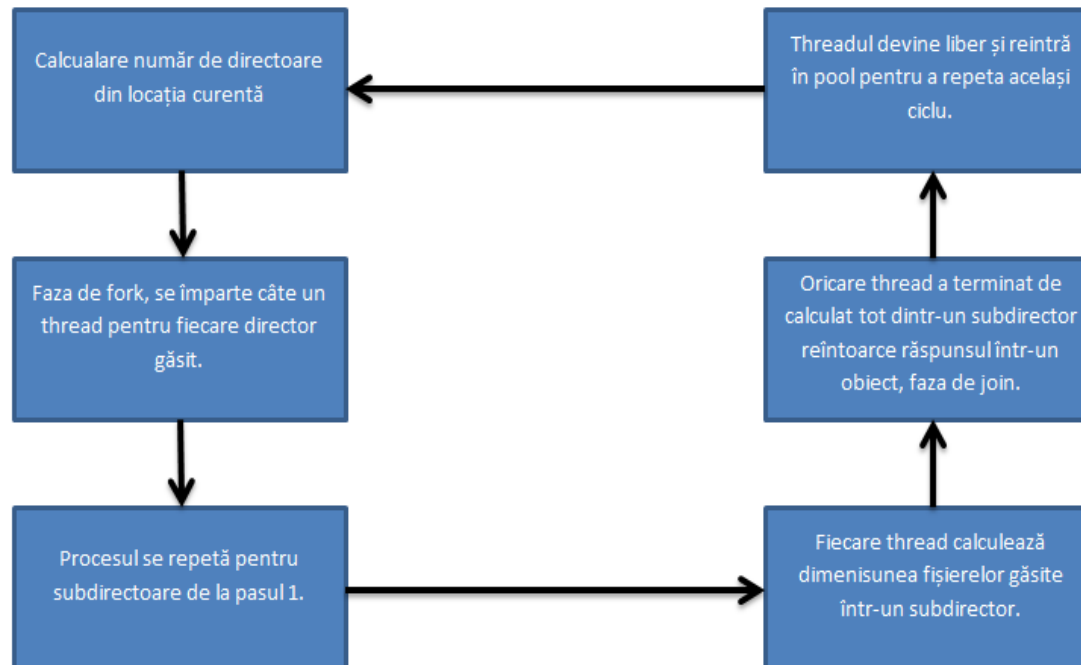 Calcualare număr de directoare
din locația curentă
Faza de fork, se împarte câte un
thread pentru fiecare director
găsit.
Procesul se repetă pentru
subdirectoare de la pasul 1.
Fiecare thread calculează
dimenisunea fișierelor găsite
într-un subdirector.
Oricare thread a terminat de
calculat tot dintr-un subdirector
reîntoarce răspunsul într-un
obiect, faza de join.
Threadul devine liber și reintră
în pool pentru a repeta același
ciclu.